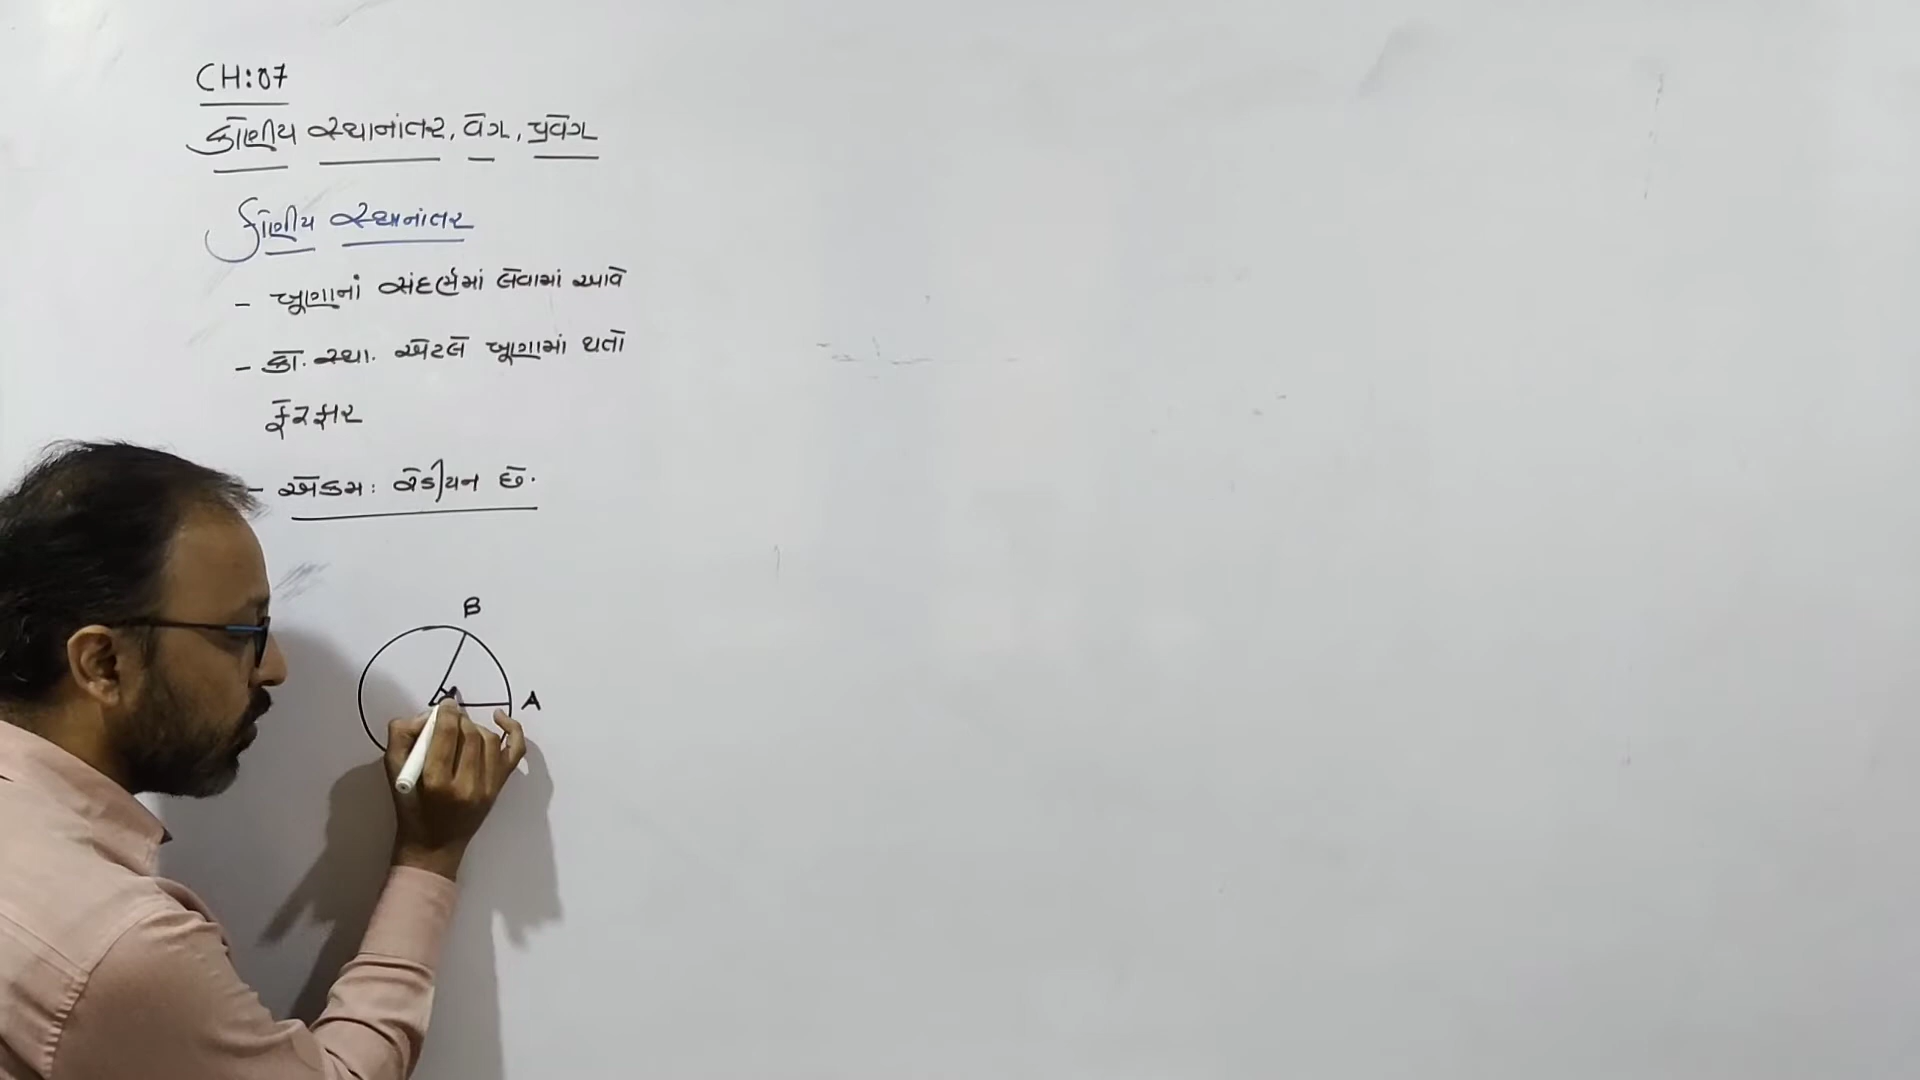 CH:07
કોણીય સ્થાનાંતર, વેગ, પ્રવેગ
કોણીય સ્થાનાંતર
- ખૂણાનાં સંદર્ભમાં લેવામાં આવે
- કો. સ્થા. એટલે ખૂણામાં થતો
ફેરફાર
- એકમ: રેડીયન છે.
B
A